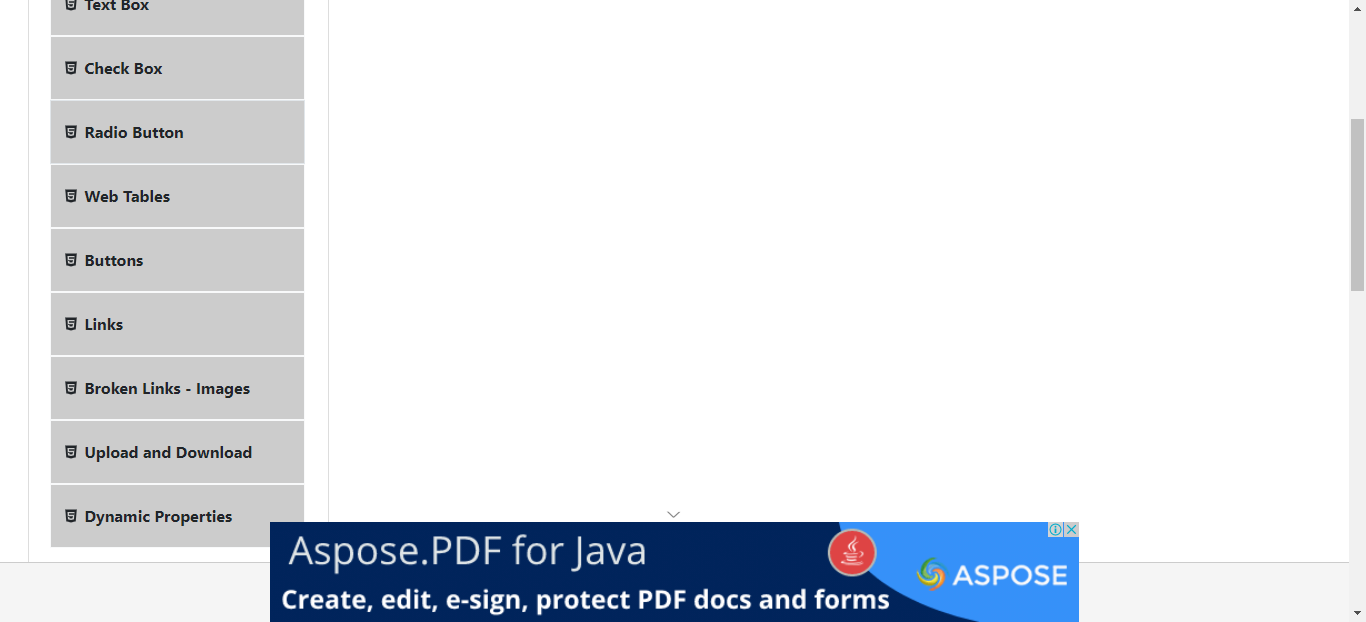 Text Box
Check Box
Radio Button
Web Tables
Buttons
Links
Broken Links - Images
Upload and Download
Dynamic Properties
Aspose.PDF for Java
Create, edit, e-sign, protect PDF docs and forms
ASPOSE